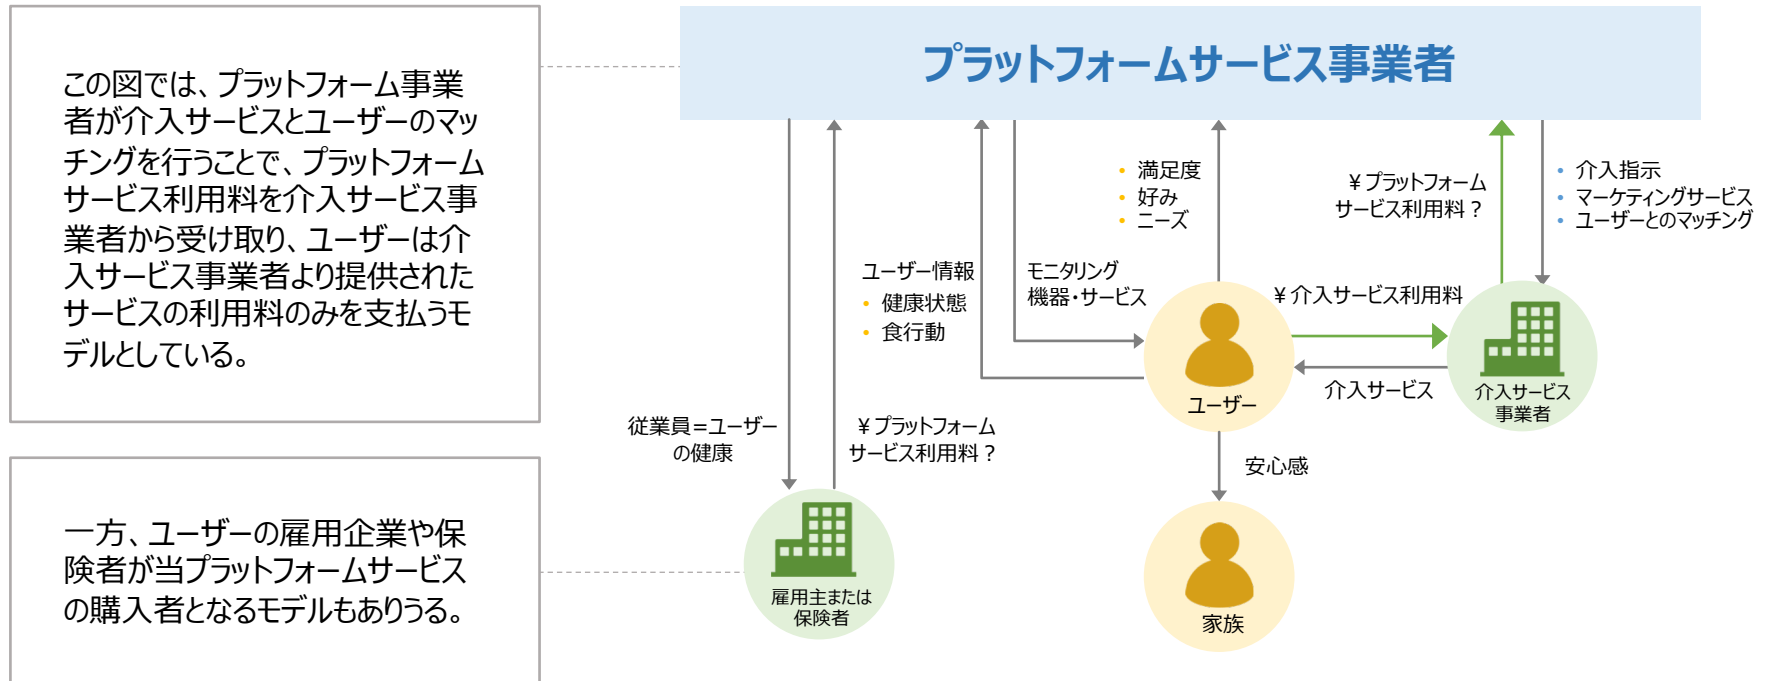 この図では、プラットフォーム事業
者が介入サービスとユーザーのマッ
チングを行うことで、プラットフォーム
サービス利用料を介入サービス事
業者から受け取り、ユーザーは介
入サービス事業者より提供された
サービスの利用料のみを支払うモ
デルとしている。
一方、ユーザーの雇用企業や保
険者が当プラットフォームサービス
の購入者となるモデルもありうる。
プラットフォームサービス事業者
• 満足度
• 好み
• ニーズ
￥プラットフォーム
サービス利用料？
• 介入指示
• マーケティングサービス
• ユーザーとのマッチング
ユーザー情報
• 健康状態
• 食行動
モニタリング
機器・サービス
￥介入サービス利用料
介入サービス
ユーザー
介入サービス
事業者
従業員=ユーザー
の健康
￥プラットフォーム
サービス利用料？
安心感
雇用主または
保険者
家族